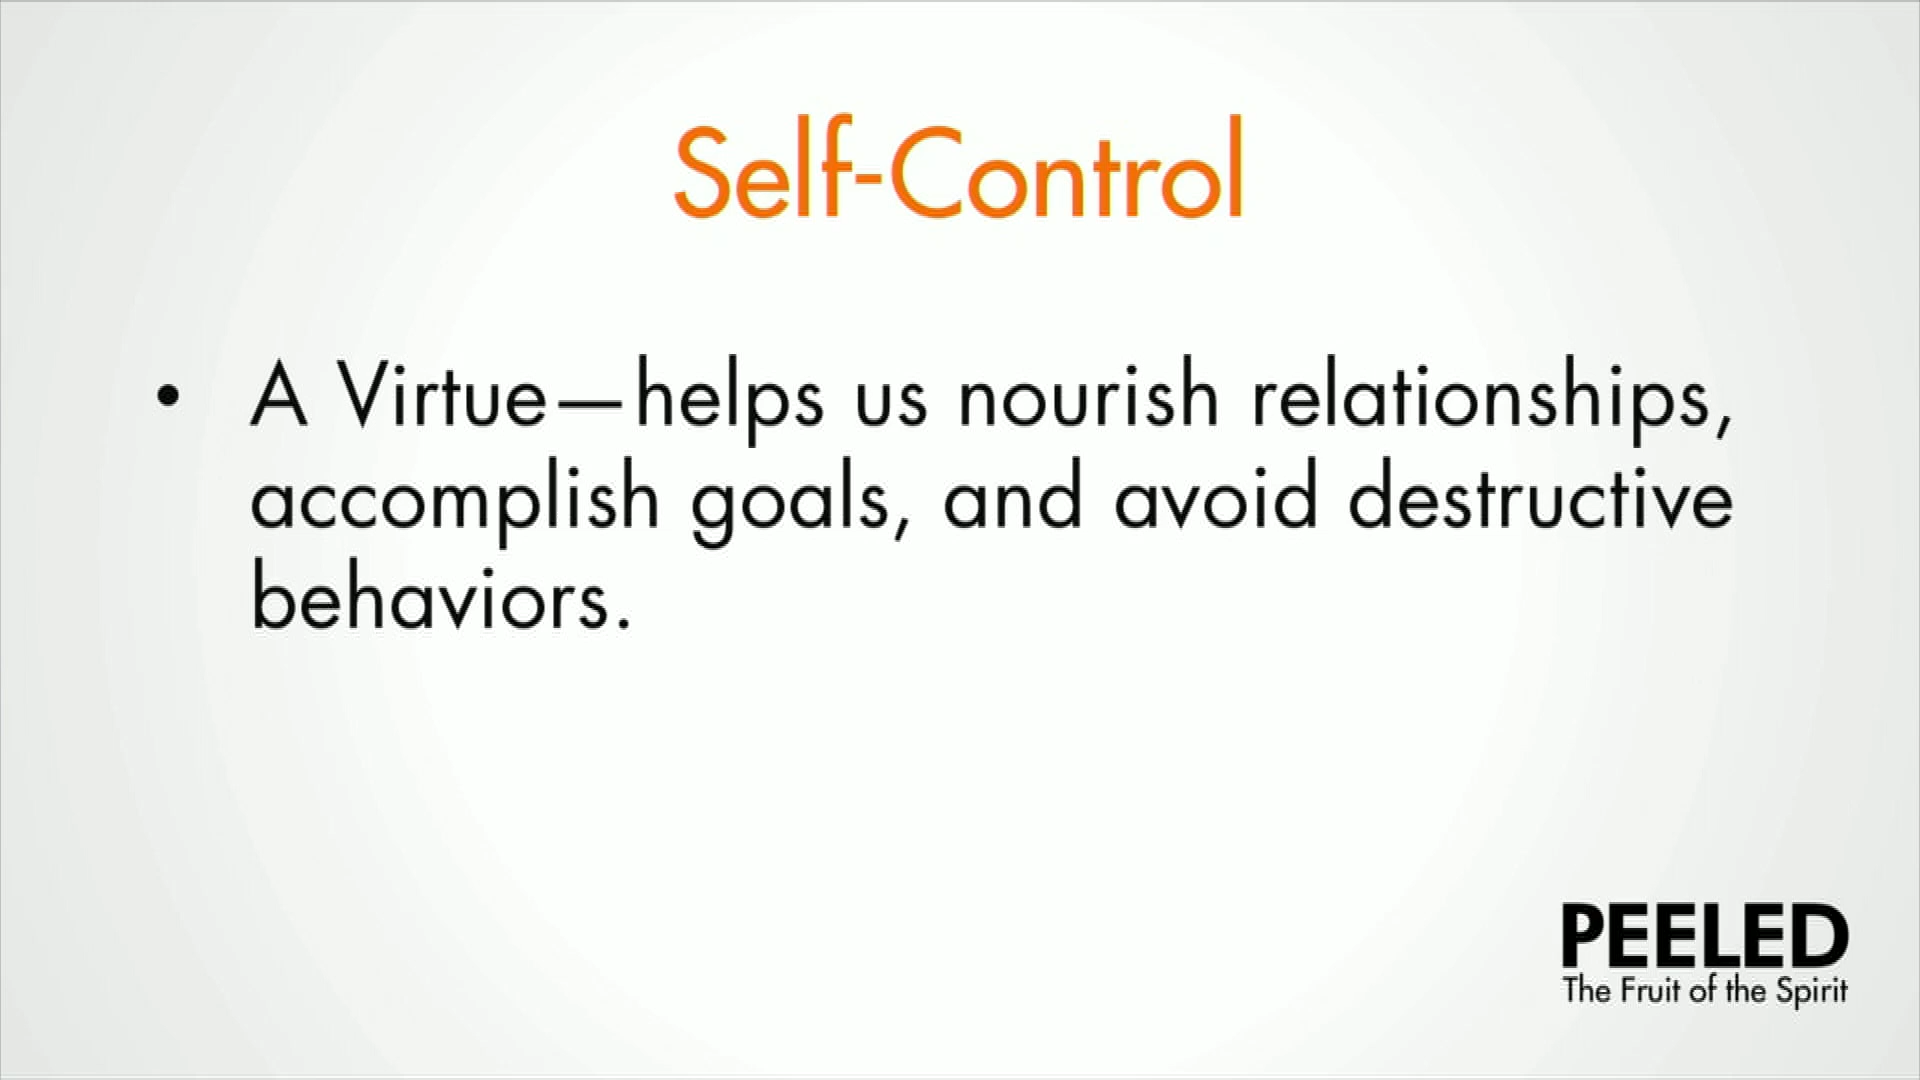 Self-Control
• A Virtue—helps us nourish relationships,
accomplish goals, and avoid destructive
behaviors.
PEELED
The Fruit of the Spirit